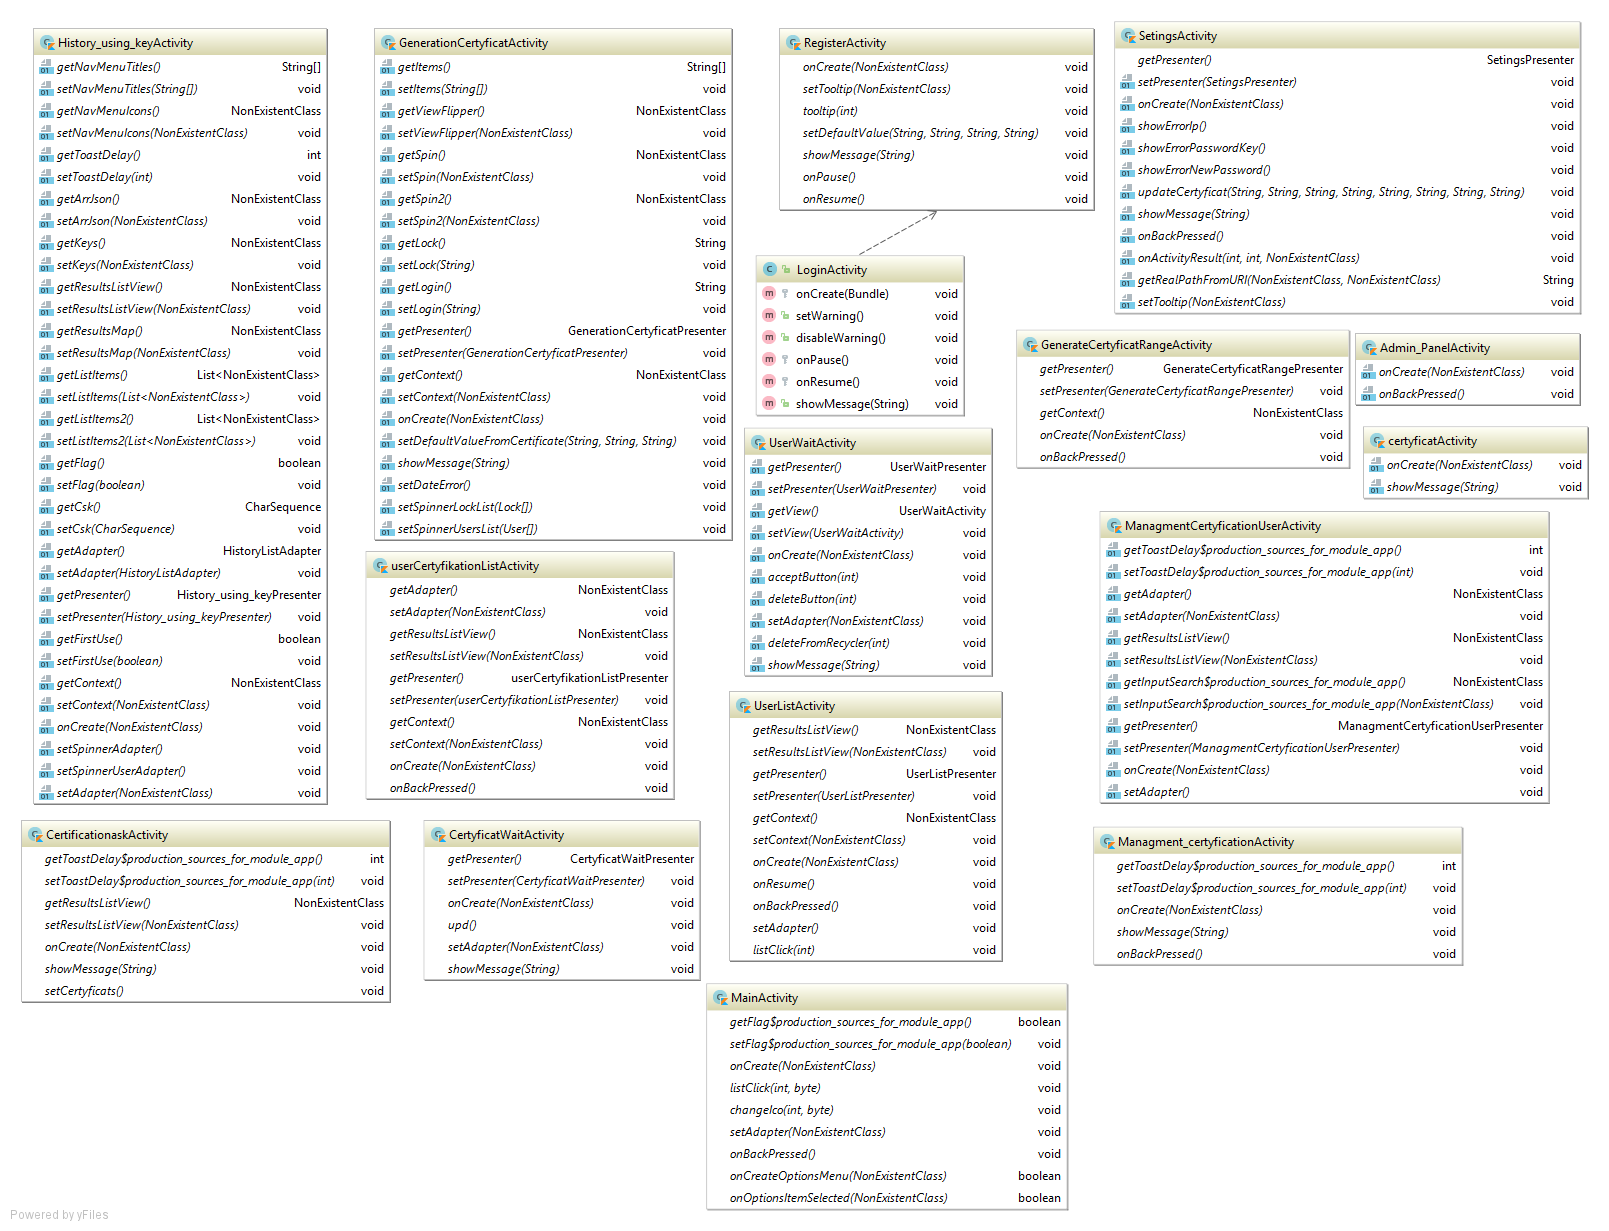 History_using_keyActivity
getNavMenuTitles() String[]
setNavMenuTitles(String[]) void
getNavMenuIcons() NonExistentClass
setNavMenuIcons(NonExistentClass) void
getToastDelay() int
setToastDelay(int) void
getArrJson() NonExistentClass
setArrJson(NonExistentClass) void
getKeys() NonExistentClass
setKeys(NonExistentClass) void
getResultsListView() NonExistentClass
setResultsListView(NonExistentClass) void
getResultsMap() NonExistentClass
setResultsMap(NonExistentClass) void
getListItems() List<NonExistentClass>
setListItems(List<NonExistentClass>) void
getListItems2() List<NonExistentClass>
setListItems2(List<NonExistentClass>) void
getFlag() boolean
setFlag(boolean) void
getCsk() CharSequence
setCsk(CharSequence) void
getAdapter() HistoryListAdapter
setAdapter(HistoryListAdapter) void
getPresenter() History_using_keyPresenter
setPresenter(History_using_keyPresenter) void
getFirstUse() boolean
setFirstUse(boolean) void
getContext() NonExistentClass
setContext(NonExistentClass) void
onCreate(NonExistentClass) void
setSpinnerAdapter() void
setSpinnerUserAdapter() void
setAdapter(NonExistentClass) void
GenerationCertyficatActivity
getItems() String[]
setItems(String[]) void
getViewFlipper() NonExistentClass
setViewFlipper(NonExistentClass) void
getSpin() NonExistentClass
setSpin(NonExistentClass) void
getSpin2() NonExistentClass
setSpin2(NonExistentClass) void
getLock() String
setLock(String) void
getLogin() String
setLogin(String) void
getPresenter() GenerationCertyficatPresenter
setPresenter(GenerationCertyficatPresenter) void
getContext() NonExistentClass
setContext(NonExistentClass) void
onCreate(NonExistentClass) void
setDefaultValueFromCertificate(String, String, String) void
showMessage(String) void
setDateError() void
setSpinnerLockList(Lock[]) void
setSpinnerUsersList(User[]) void
RegisterActivity
onCreate(NonExistentClass) void
setTooltip(NonExistentClass) void
tooltip(int) void
setDefaultValue(String, String, String, String) void
showMessage(String) void
onPause() void
onResume() void
SetingsActivity
getPresenter() SetingsPresenter
setPresenter(SetingsPresenter) void
onCreate(NonExistentClass) void
showErrorIp() void
showErrorPasswordKey() void
showErrorNewPassword() void
updateCertyficat(String, String, String, String, String, String, String, String) void
showMessage(String) void
onBackPressed() void
onActivityResult(int, int, NonExistentClass) void
getRealPathFromURI(NonExistentClass, NonExistentClass) String
setTooltip(NonExistentClass) void
LoginActivity
onCreate(Bundle) void
setWarning() void
disableWarning() void
onPause() void
onResume() void
showMessage(String) void
GenerateCertyficatRangeActivity
getPresenter() GenerateCertyficatRangePresenter
setPresenter(GenerateCertyficatRangePresenter) void
getContext() NonExistentClass
onCreate(NonExistentClass) void
onBackPressed() void
Admin_PanelActivity
onCreate(NonExistentClass) void
onBackPressed() void
certyficatActivity
onCreate(NonExistentClass) void
showMessage(String) void
UserWaitActivity
getPresenter() UserWaitPresenter
setPresenter(UserWaitPresenter) void
getView() UserWaitActivity
setView(UserWaitActivity) void
onCreate(NonExistentClass) void
acceptButton(int) void
deleteButton(int) void
setAdapter(NonExistentClass) void
deleteFromRecycler(int) void
showMessage(String) void
ManagmentCertyficationUserActivity
getToastDelay$production_sources_for_module_app() int
setToastDelay$production_sources_for_module_app(int) void
getAdapter() NonExistentClass
setAdapter(NonExistentClass) void
getResultsListView() NonExistentClass
setResultsListView(NonExistentClass) void
getInputSearch$production_sources_for_module_app() NonExistentClass
setInputSearch$production_sources_for_module_app(NonExistentClass) void
getPresenter() ManagmentCertyficationUserPresenter
setPresenter(ManagmentCertyficationUserPresenter) void
onCreate(NonExistentClass) void
setAdapter() void
userCertyfikationListActivity
getAdapter() NonExistentClass
setAdapter(NonExistentClass) void
getResultsListView() NonExistentClass
setResultsListView(NonExistentClass) void
getPresenter() userCertyfikationListPresenter
setPresenter(userCertyfikationListPresenter) void
getContext() NonExistentClass
setContext(NonExistentClass) void
onCreate(NonExistentClass) void
onBackPressed() void
UserListActivity
getResultsListView() NonExistentClass
setResultsListView(NonExistentClass) void
getPresenter() UserListPresenter
setPresenter(UserListPresenter) void
getContext() NonExistentClass
setContext(NonExistentClass) void
onCreate(NonExistentClass) void
onResume() void
onBackPressed() void
setAdapter() void
listClick(int) void
CertificationaskActivity
getToastDelay$production_sources_for_module_app() int
setToastDelay$production_sources_for_module_app(int) void
getResultsListView() NonExistentClass
setResultsListView(NonExistentClass) void
onCreate(NonExistentClass) void
showMessage(String) void
setCertyficats() void
CertyficatWaitActivity
getPresenter() CertyficatWaitPresenter
setPresenter(CertyficatWaitPresenter) void
onCreate(NonExistentClass) void
upd() void
setAdapter(NonExistentClass) void
showMessage(String) void
Managment_certyficationActivity
getToastDelay$production_sources_for_module_app() int
setToastDelay$production_sources_for_module_app(int) void
onCreate(NonExistentClass) void
showMessage(String) void
onBackPressed() void
MainActivity
getFlag$production_sources_for_module_app() boolean
setFlag$production_sources_for_module_app(boolean) void
onCreate(NonExistentClass) void
listClick(int, byte) void
changeIco(int, byte) void
setAdapter(NonExistentClass) void
onBackPressed() void
onCreateOptionsMenu(NonExistentClass) boolean
onOptionsItemSelected(NonExistentClass) boolean
Powered by yFiles